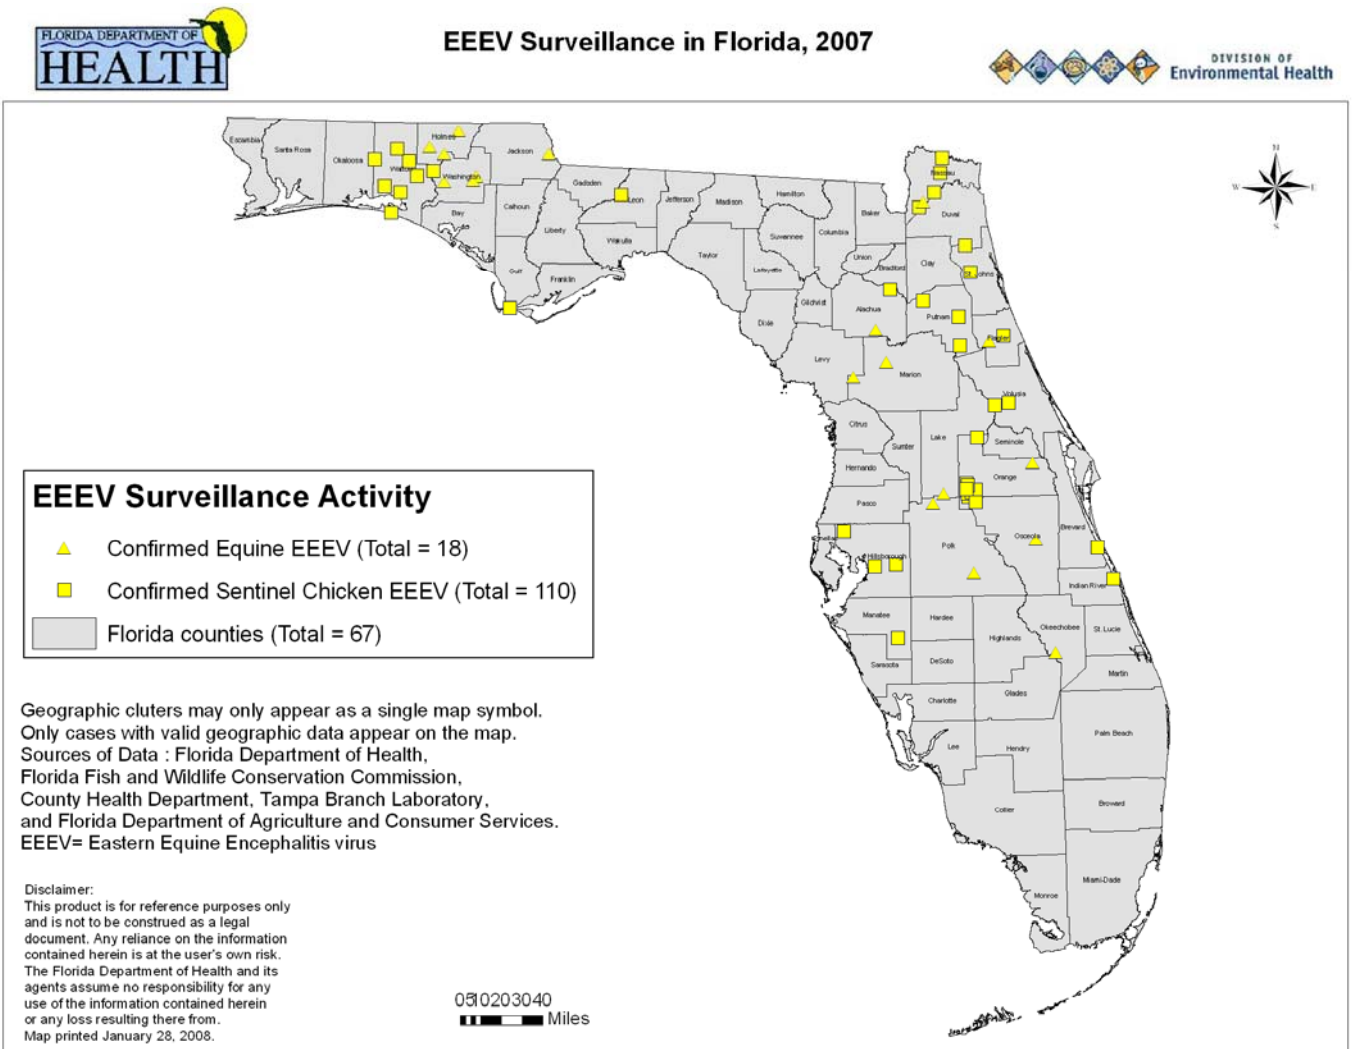 FLORIDA DEPARTMENT OF
HEALTH
EEEV Surveillance in Florida, 2007
DIVISION OF
Environmental Health
N
W
E
S
Escambia
Santa Rosa
Okaloosa
Holmes
Washington
Jackson
Bay
Calhoun
Gulf
Liberty
Franklin
Gadsden
Leon
Wakulla
Jefferson
Madison
Taylor
Hamilton
Suwannee
Lafayette
Dixie
Columbia
Baker
Union
Bradford
Gilchrist
Alachua
Nassau
Duval
Clay
St. Johns
Putnam
Flagler
Levy
Marion
Volusia
Citrus
Sumter
Lake
Seminole
Hernando
Orange
Pasco
Hillsborough
Polk
Osceola
Brevard
Indian River
Manatee
Hardee
Highlands
Okeechobee
St. Lucie
Sarasota
DeSoto
Martin
Charlotte
Glades
Lee
Hendry
Palm Beach
Collier
Broward
Monroe
Miami-Dade
EEEV Surveillance Activity
Confirmed Equine EEEV (Total = 18)
Confirmed Sentinel Chicken EEEV (Total = 110)
Florida counties (Total = 67)
Geographic cluters may only appear as a single map symbol.
Only cases with valid geographic data appear on the map.
Sources of Data : Florida Department of Health,
Florida Fish and Wildlife Conservation Commission,
County Health Department, Tampa Branch Laboratory,
and Florida Department of Agriculture and Consumer Services.
EEEV= Eastern Equine Encephalitis virus
Disclaimer:
This product is for reference purposes only
and is not to be construed as a legal
document. Any reliance on the information
contained herein is at the user's own risk.
The Florida Department of Health and its
agents assume no responsibility for any
use of the information contained herein
or any loss resulting there from.
Map printed January 28, 2008.
0510203040
Miles